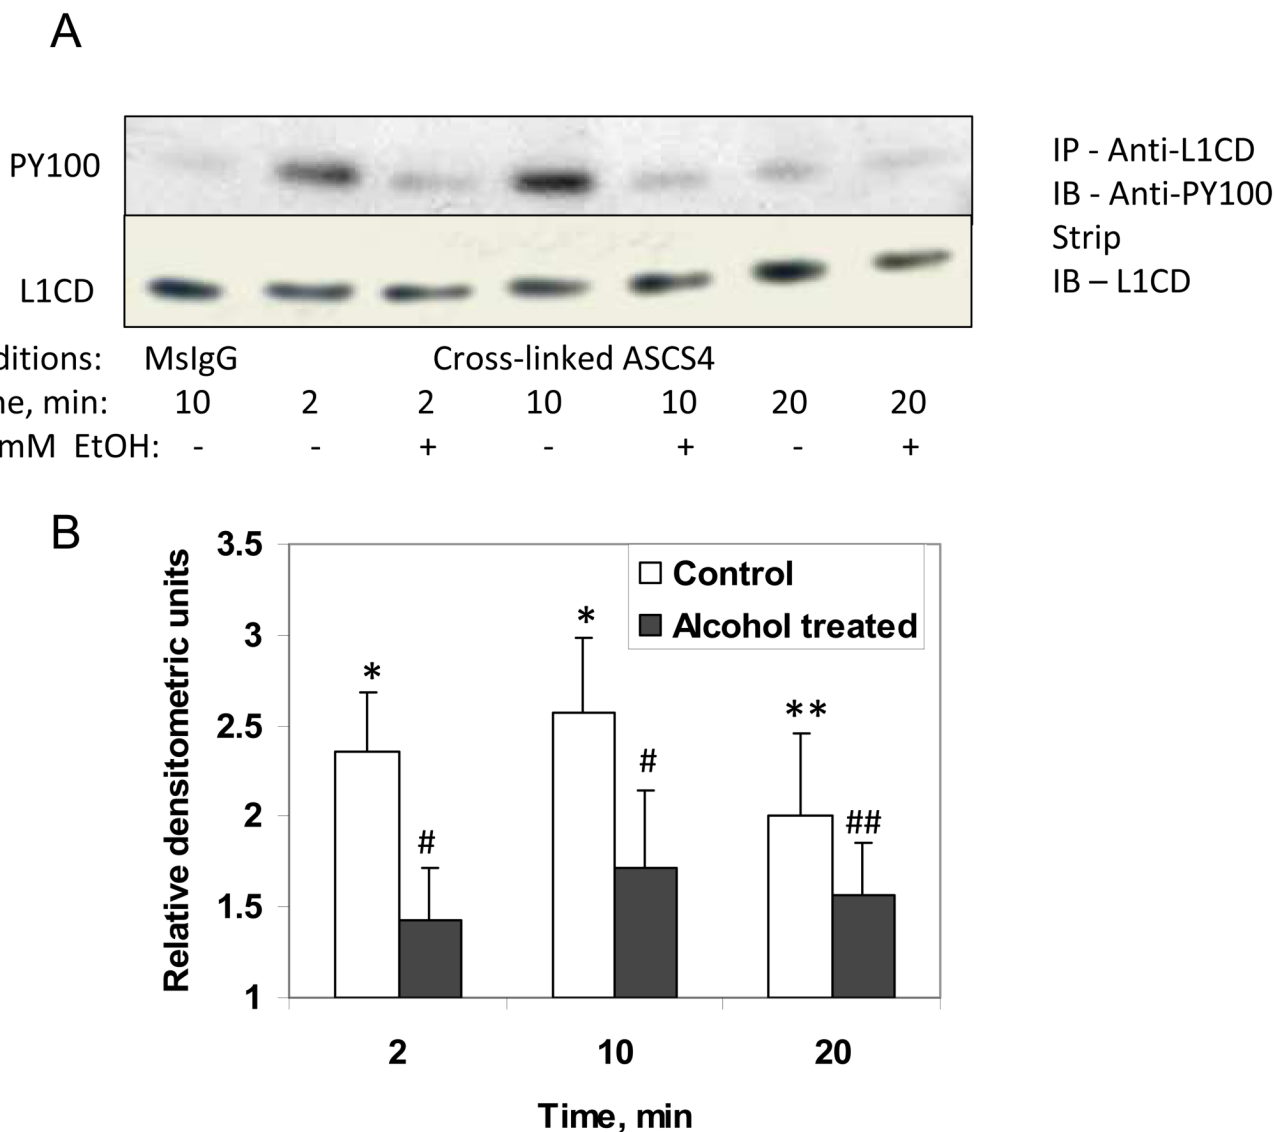 A
PY100
IP - Anti-L1CD
IB - Anti-PY100
Strip
L1CD
IB – L1CD
ditions: MsIgG Cross-linked ASCS4
ne, min: 10 2 2 10 10 20 20
mM EtOH: - - + - + - +
B
Relative densitometric units
3.5
3
2.5
2
1.5
1
Control
Alcohol treated
* # * # ** ##
2 10 20
Time, min